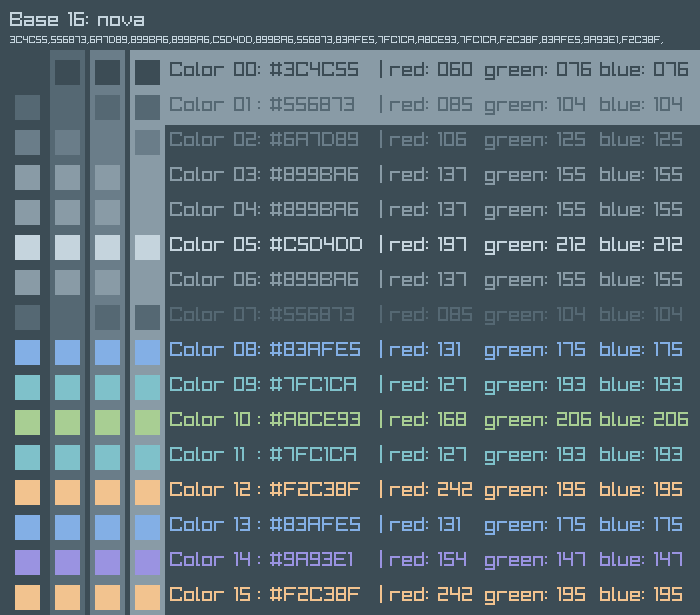 Base 16: nova
3C4C55,556873,6A7D89,899BA6,899BA6,C5D4DD,899BA6,556873,83AFE5,7FC1CA,A8CE93,7FC1CA,F2C38F,83AFE5,9A93E1,F2C38F,
Color 00: #3C4C55 | red: 060 green: 076 blue: 076
Color 01 : #556873 | red: 085 green: 104 blue: 104
Color 02: #6A7D89 | red: 106 green: 125 blue: 125
Color 03: #899BA6 | red: 137 green: 155 blue: 155
Color 04: #899BA6 | red: 137 green: 155 blue: 155
Color 05: #C5D4DD | red: 197 green: 212 blue: 212
Color 06: #899BA6 | red: 137 green: 155 blue: 155
Color 07: #556873 | red: 085 green: 104 blue: 104
Color 08: #83AFE5 | red: 131 green: 175 blue: 175
Color 09: #7FC1CA | red: 127 green: 193 blue: 193
Color 10 : #A8CE93 | red: 168 green: 206 blue: 206
Color 11 : #7FC1CA | red: 127 green: 193 blue: 193
Color 12 : #F2C38F | red: 242 green: 195 blue: 195
Color 13 : #83AFE5 | red: 131 green: 175 blue: 175
Color 14 : #9A93E1 | red: 154 green: 147 blue: 147
Color 15 : #F2C38F | red: 242 green: 195 blue: 195